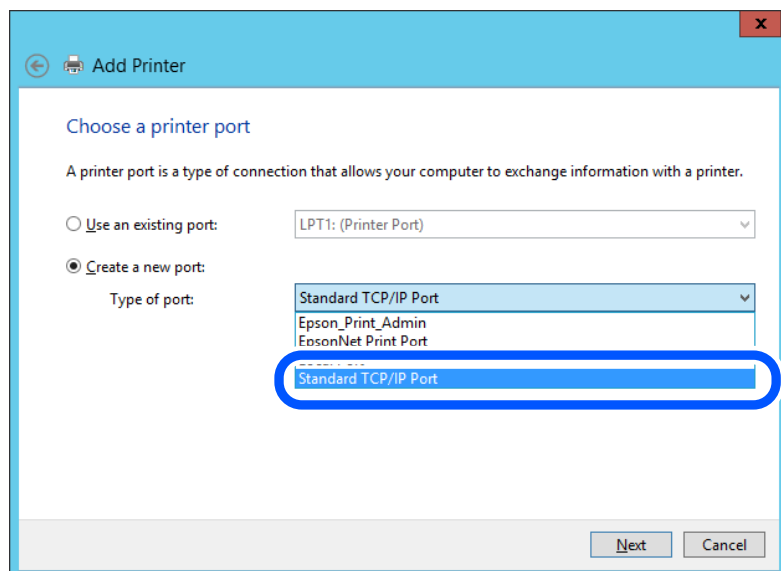 x
Add Printer
Choose a printer port
A printer port is a type of connection that allows your computer to exchange information with a printer.
Use an existing port: LPT1: (Printer Port)
Create a new port:
Type of port: Standard TCP/IP Port
Epson_Print_Admin
EpsonNet Print Port
Standard TCP/IP Port
Next Cancel